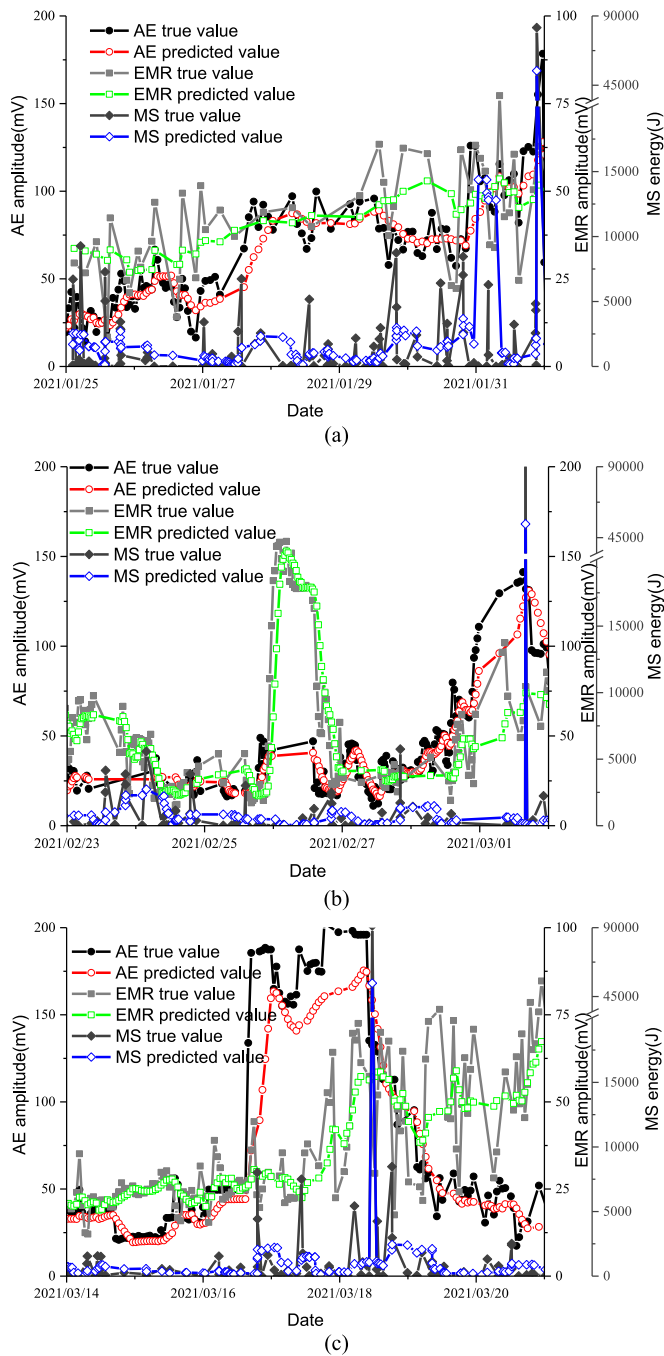 200
100
90000
AE true value
AE predicted value
EMR true value
EMR predicted value
MS true value
MS predicted value
150
75
45000
100
50
15000
10000
50
25
5000
0
0
0
AE amplitude(mV)
EMR amplitude(mV)
MS energy(J)
2021/01/25
2021/01/27
2021/01/29
2021/01/31
Date
(a)
200
200
90000
AE true value
AE predicted value
EMR true value
EMR predicted value
MS true value
MS predicted value
150
150
45000
100
100
15000
10000
50
50
5000
0
0
0
AE amplitude(mV)
EMR amplitude(mV)
MS energy(J)
2021/02/23
2021/02/25
2021/02/27
2021/03/01
Date
(b)
200
100
90000
AE true value
AE predicted value
EMR true value
EMR predicted value
MS true value
MS predicted value
150
75
45000
100
50
15000
10000
50
25
5000
0
0
0
AE amplitude(mV)
EMR amplitude(mV)
MS energy(J)
2021/03/14
2021/03/16
2021/03/18
2021/03/20
Date
(c)